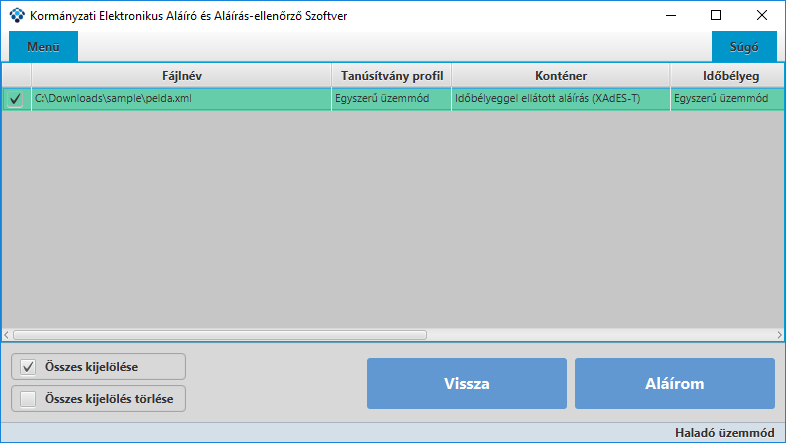 Kormányzati Elektronikus Aláíró és Aláírás-ellenőrző Szoftver
Menü Súgó
Fájlnév Tanúsítvány profil Konténer Időbélyeg
C:\Downloads\sample\pelda.xml Egyszerű üzemmód Időbélyeggel ellátott aláírás (XAdES-T) Egyszerű üzemmód
Összes kijelölése
Összes kijelölés törlése
Vissza Aláírom
Haladó üzemmód